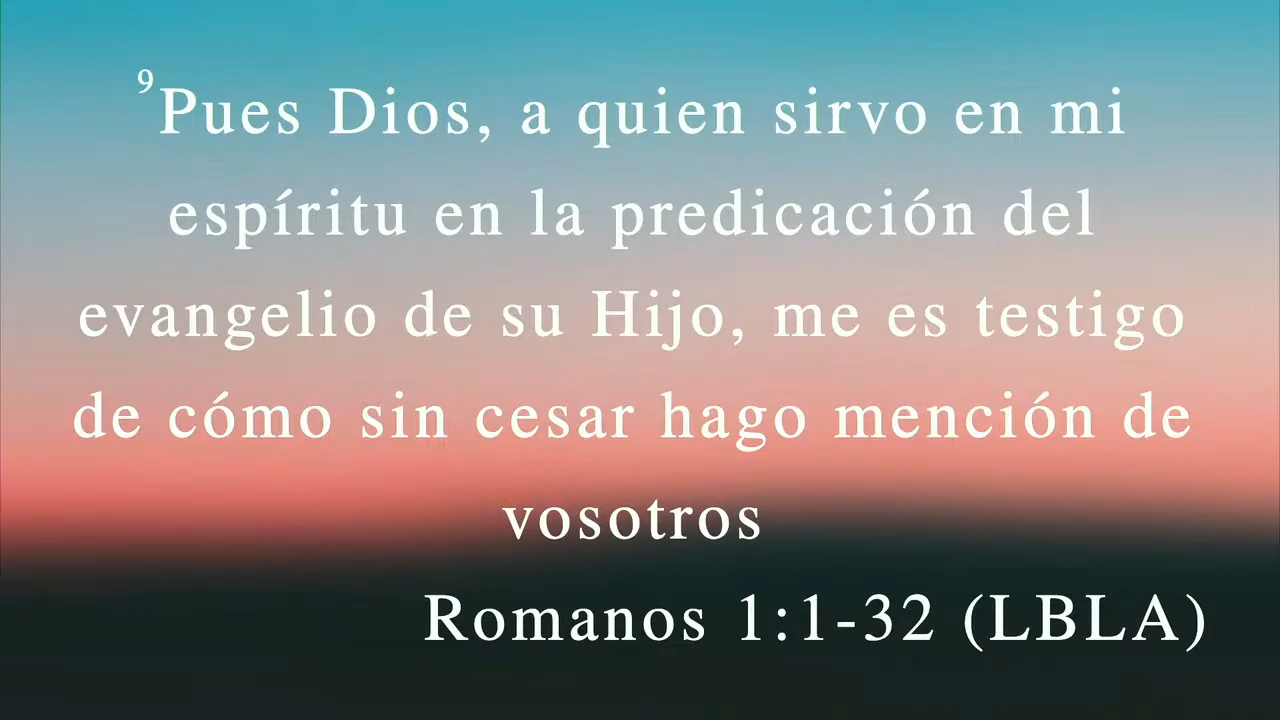 ⁹Pues Dios, a quien sirvo en mi
espíritu en la predicación del
evangelio de su Hijo, me es testigo
de cómo sin cesar hago mención de
vosotros
Romanos 1:1-32 (LBLA)